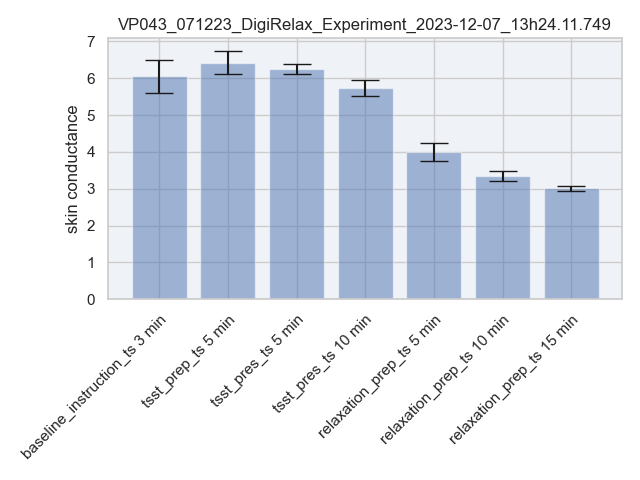 VP043_071223_DigiRelax_Experiment_2023-12-07_13h24.11.749
7
6
5
4
3
2
1
0
skin conductance
baseline_instruction_ts 3 min
tsst_prep_ts 5 min
tsst_pres_ts 5 min
tsst_pres_ts 10 min
relaxation_prep_ts 5 min
relaxation_prep_ts 10 min
relaxation_prep_ts 15 min